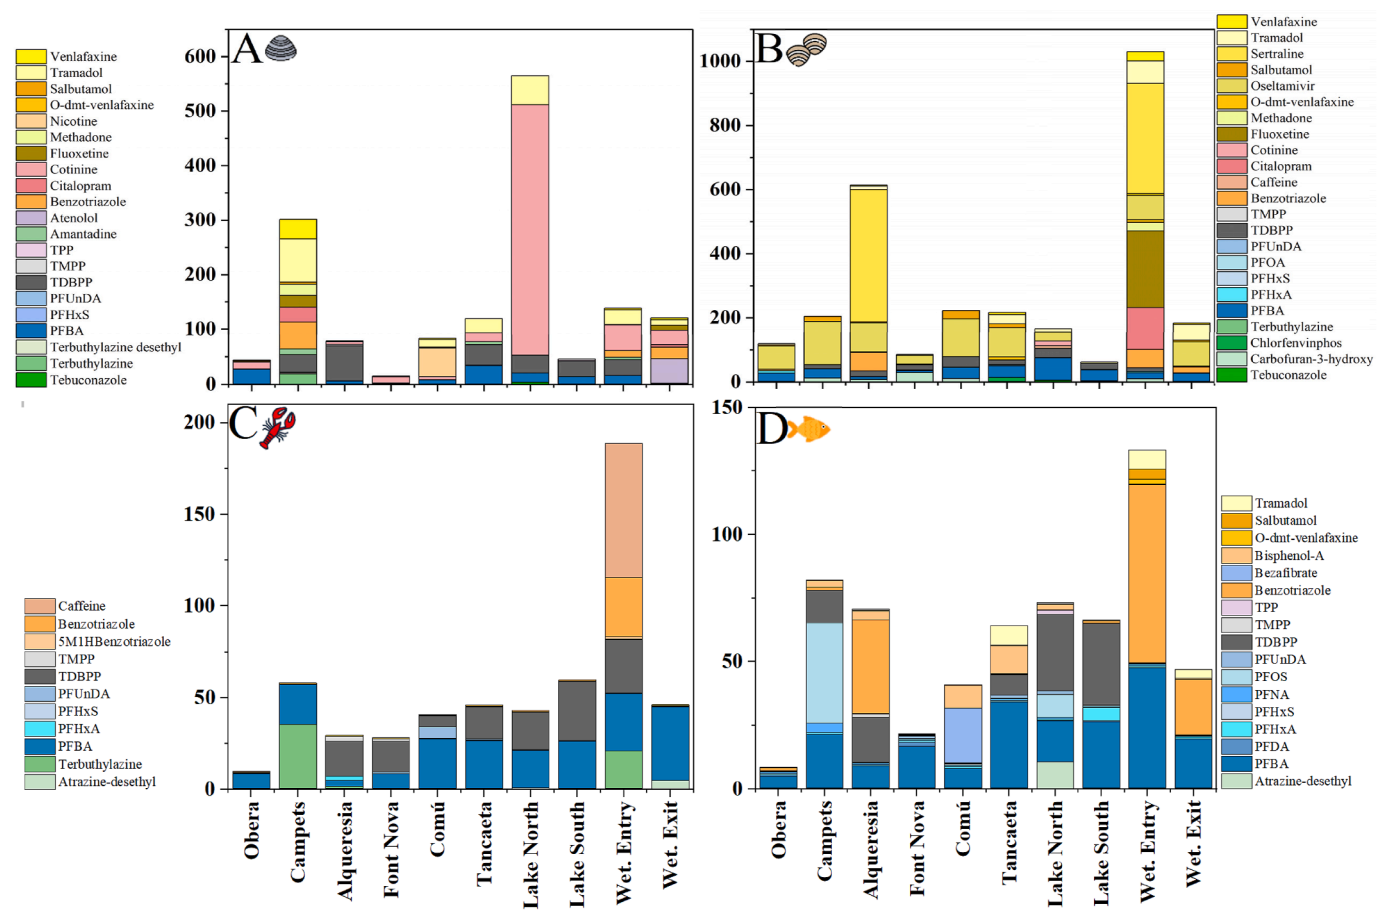 A
600
500
400
300
200
100
0
Venlafaxine
Tramadol
Salbutamol
O-dmt-venlafaxine
Nicotine
Methadone
Fluoxetine
Cotinine
Citalopram
Benzotriazole
Atenolol
Amantadine
TPP
TMPP
TDBPP
PFUnDA
PFHxS
PFBA
Terbuthylazine desethyl
Terbuthylazine
Tebuconazole
B
1000
800
600
400
200
0
Venlafaxine
Tramadol
Sertraline
Salbutamol
Oseltamivir
O-dmt-venlafaxine
Methadone
Fluoxetine
Cotinine
Citalopram
Caffeine
Benzotriazole
TMPP
TDBPP
PFUnDA
PFOA
PFHxS
PFHxA
PFBA
Terbuthylazine
Chlorfenvinphos
Carbofuran-3-hydroxy
Tebuconazole
C
200
150
100
50
0
Caffeine
Benzotriazole
5M1HBenzotriazole
TMPP
TDBPP
PFUnDA
PFHxS
PFHxA
PFBA
Terbuthylazine
Atrazine-desethyl
Obera
Campets
Alqueresia
Font Nova
Comú
Tancaeta
Lake North
Lake South
Wet. Entry
Wet. Exit
D
150
100
50
0
Tramadol
Salbutamol
O-dmt-venlafaxine
Bisphenol-A
Bezafibrate
Benzotriazole
TPP
TMPP
TDBPP
PFUnDA
PFOS
PFNA
PFHxS
PFHxA
PFDA
PFBA
Atrazine-desethyl
Obera
Campets
Alqueresia
Font Nova
Comú
Tancaeta
Lake North
Lake South
Wet. Entry
Wet. Exit